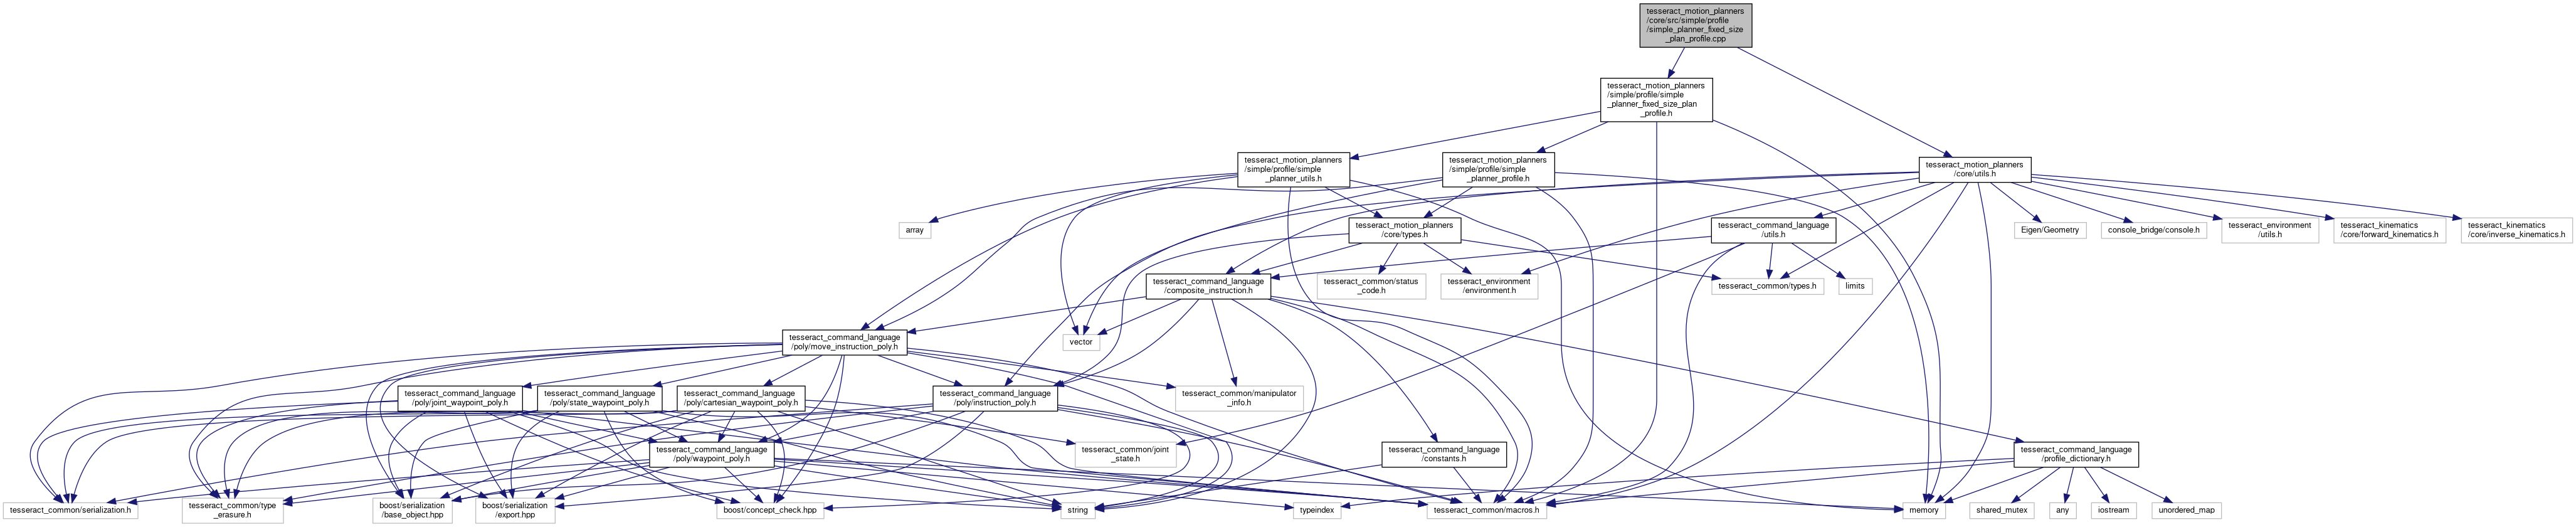 tesseract_motion_planners
/core/src/simple/profile
/simple_planner_fixed_size
_plan_profile.cpp
tesseract_motion_planners
/simple/profile/simple
_planner_fixed_size_plan
_profile.h
tesseract_motion_planners
/simple/profile/simple
_planner_utils.h
tesseract_motion_planners
/simple/profile/simple
_planner_profile.h
tesseract_motion_planners
/core/utils.h
array
tesseract_motion_planners
/core/types.h
tesseract_command_language
/utils.h
Eigen/Geometry
console_bridge/console.h
tesseract_environment
/utils.h
tesseract_kinematics
/core/forward_kinematics.h
tesseract_kinematics
/core/inverse_kinematics.h
tesseract_command_language
/composite_instruction.h
tesseract_common/status
_code.h
tesseract_environment
/environment.h
tesseract_common/types.h
limits
tesseract_command_language
/poly/move_instruction_poly.h
vector
tesseract_command_language
/poly/joint_waypoint_poly.h
tesseract_command_language
/poly/state_waypoint_poly.h
tesseract_command_language
/poly/cartesian_waypoint_poly.h
tesseract_command_language
/poly/instruction_poly.h
tesseract_common/manipulator
_info.h
tesseract_command_language
/poly/waypoint_poly.h
tesseract_common/joint
_state.h
tesseract_command_language
/constants.h
tesseract_command_language
/profile_dictionary.h
tesseract_common/serialization.h
tesseract_common/type
_erasure.h
boost/serialization
/base_object.hpp
boost/serialization
/export.hpp
boost/concept_check.hpp
string
typeindex
tesseract_common/macros.h
memory
shared_mutex
any
iostream
unordered_map